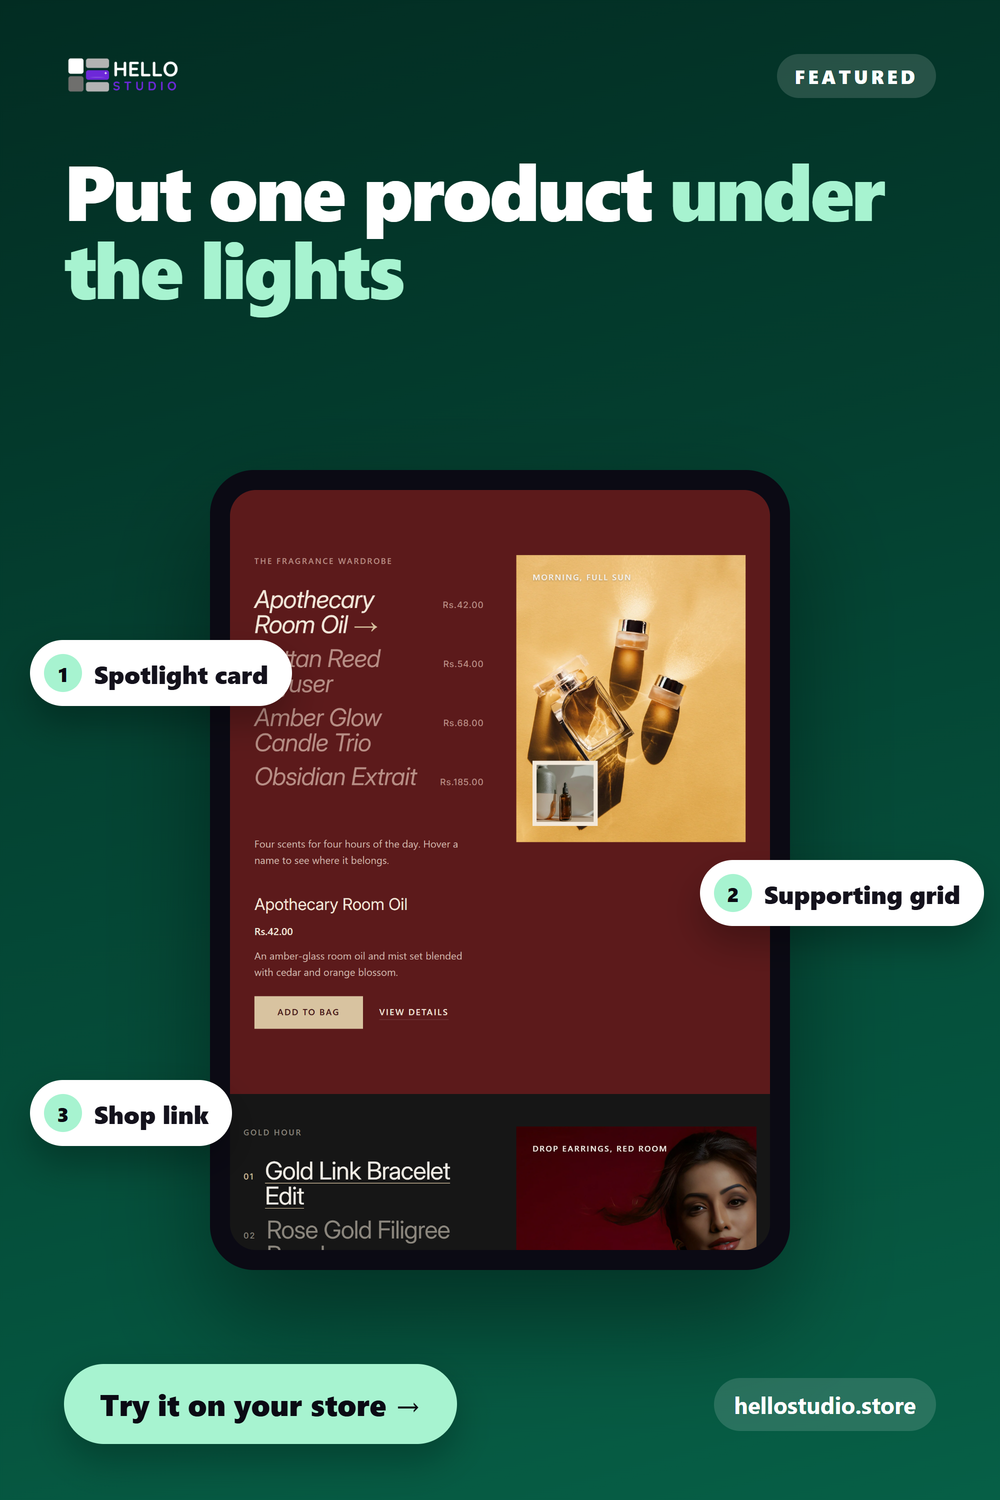 HELLO
STUDIO
FEATURED
Put one product under
the lights
THE FRAGRANCE WARDROBE
Apothecary
Room Oil →
Rs.42.00
ttan Reed
user
Rs.54.00
Amber Glow
Candle Trio
Rs.68.00
Obsidian Extrait
Rs.185.00
MORNING, FULL SUN
1 Spotlight card
Four scents for four hours of the day. Hover a
name to see where it belongs.
Apothecary Room Oil
Rs.42.00
An amber-glass room oil and mist set blended
with cedar and orange blossom.
ADD TO BAG
VIEW DETAILS
2 Supporting grid
3 Shop link
GOLD HOUR
01 Gold Link Bracelet
Edit
02 Rose Gold Filigree
DROP EARRINGS, RED ROOM
Try it on your store →
hellostudio.store